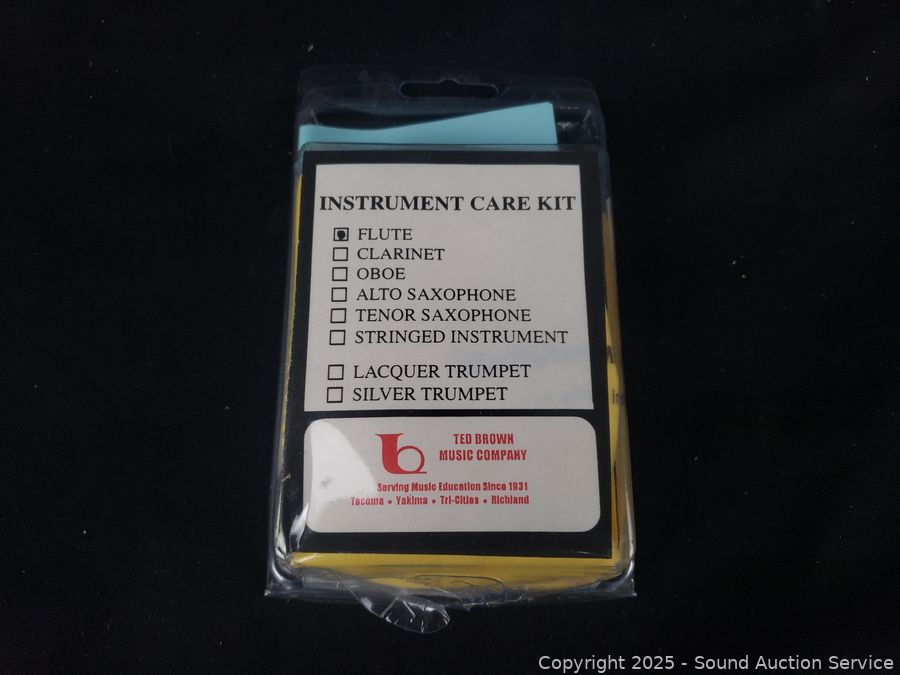 INSTRUMENT CARE KIT
FLUTE
CLARINET
OBOE
ALTO SAXOPHONE
TENOR SAXOPHONE
STRINGED INSTRUMENT
LACQUER TRUMPET
SILVER TRUMPET
TED BROWN
MUSIC COMPANY
Serving Music Education Since 1931
Tacoma • Yakima • Tri-Cities • Richland
Copyright 2025 - Sound Auction Service